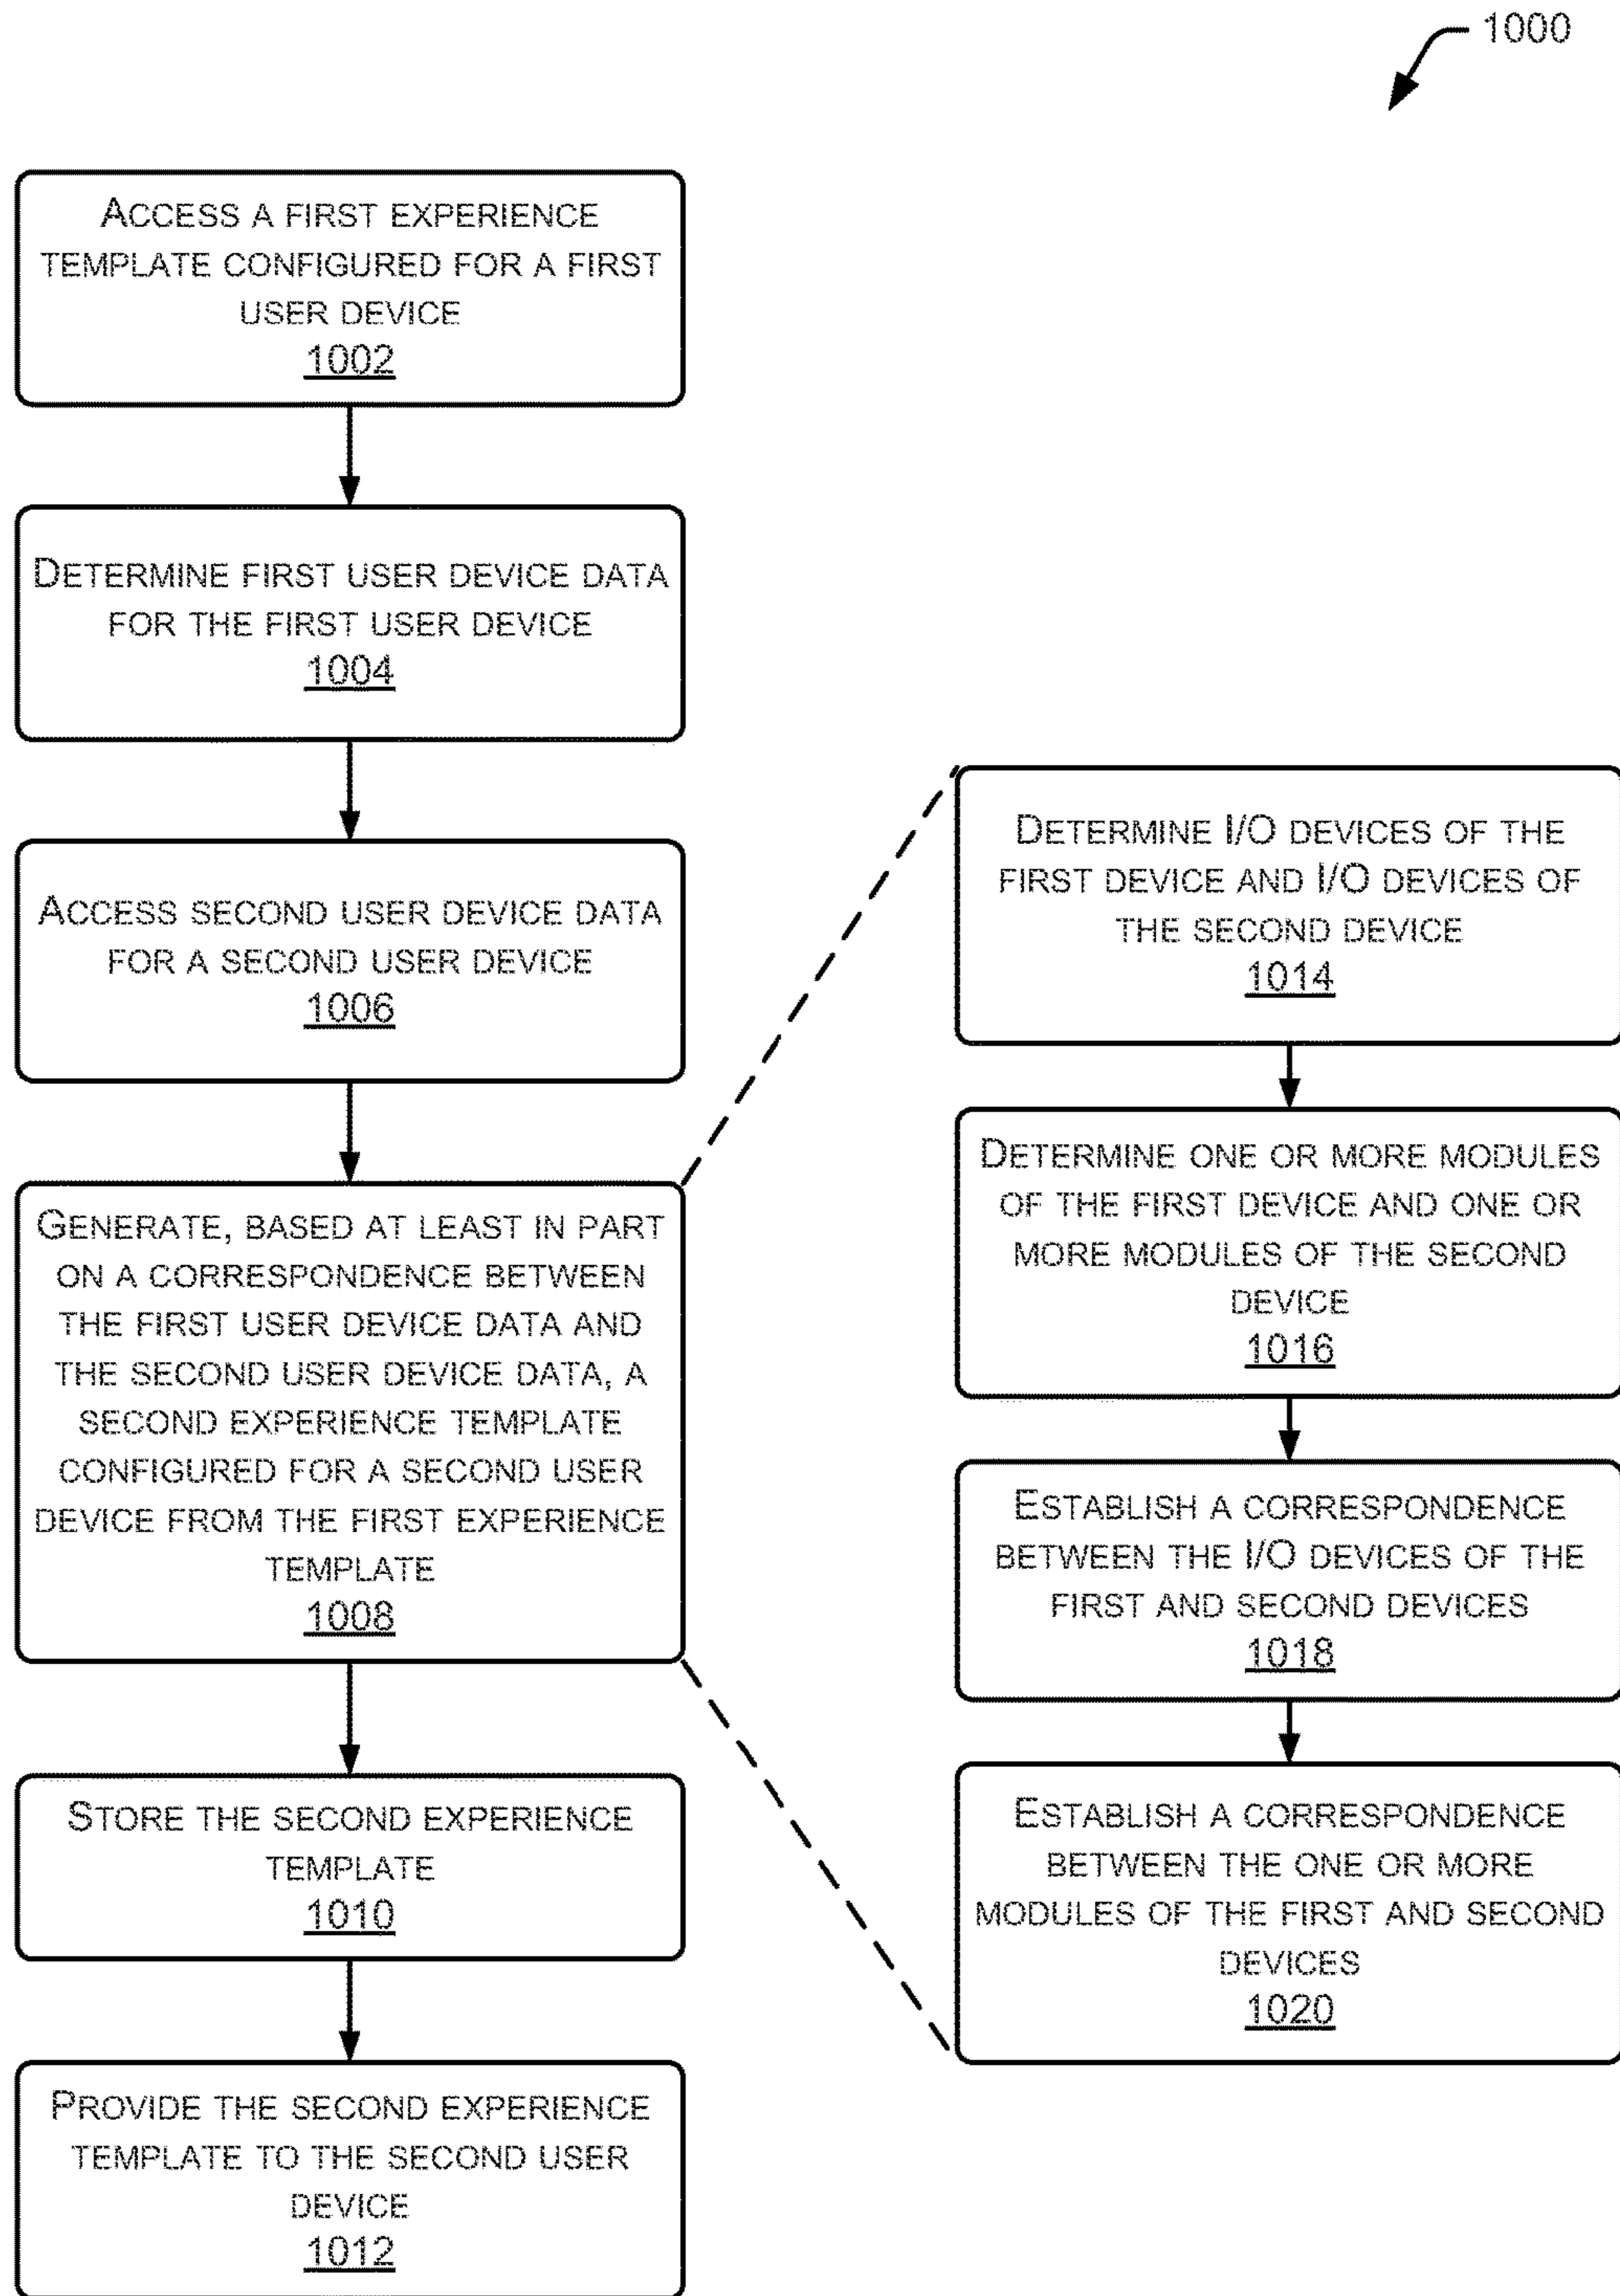 1000
ACCESS A FIRST EXPERIENCE
TEMPLATE CONFIGURED FOR A FIRST
USER DEVICE
1002
DETERMINE FIRST USER DEVICE DATA
FOR THE FIRST USER DEVICE
1004
ACCESS SECOND USER DEVICE DATA
FOR A SECOND USER DEVICE
1006
GENERATE, BASED AT LEAST IN PART
ON A CORRESPONDENCE BETWEEN
THE FIRST USER DEVICE DATA AND
THE SECOND USER DEVICE DATA, A
SECOND EXPERIENCE TEMPLATE
CONFIGURED FOR A SECOND USER
DEVICE FROM THE FIRST EXPERIENCE
TEMPLATE
1008
STORE THE SECOND EXPERIENCE
TEMPLATE
1010
PROVIDE THE SECOND EXPERIENCE
TEMPLATE TO THE SECOND USER
DEVICE
1012
DETERMINE I/O DEVICES OF THE
FIRST DEVICE AND I/O DEVICES OF
THE SECOND DEVICE
1014
DETERMINE ONE OR MORE MODULES
OF THE FIRST DEVICE AND ONE OR
MORE MODULES OF THE SECOND
DEVICE
1016
ESTABLISH A CORRESPONDENCE
BETWEEN THE I/O DEVICES OF THE
FIRST AND SECOND DEVICES
1018
ESTABLISH A CORRESPONDENCE
BETWEEN THE ONE OR MORE
MODULES OF THE FIRST AND SECOND
DEVICES
1020